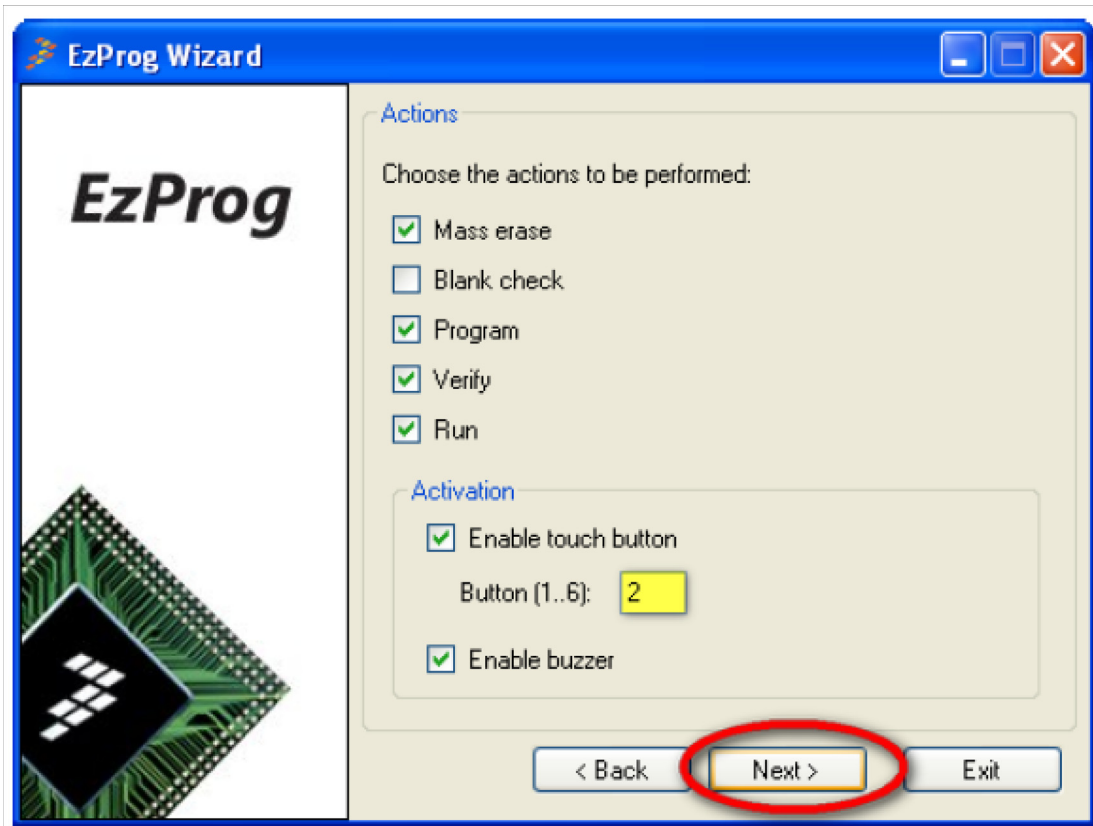 EzProg Wizard
EzProg
Actions
Choose the actions to be performed:
Mass erase
Blank check
Program
Verify
Run
Activation
Enable touch button
Button (1..6): 2
Enable buzzer
< Back Next > Exit